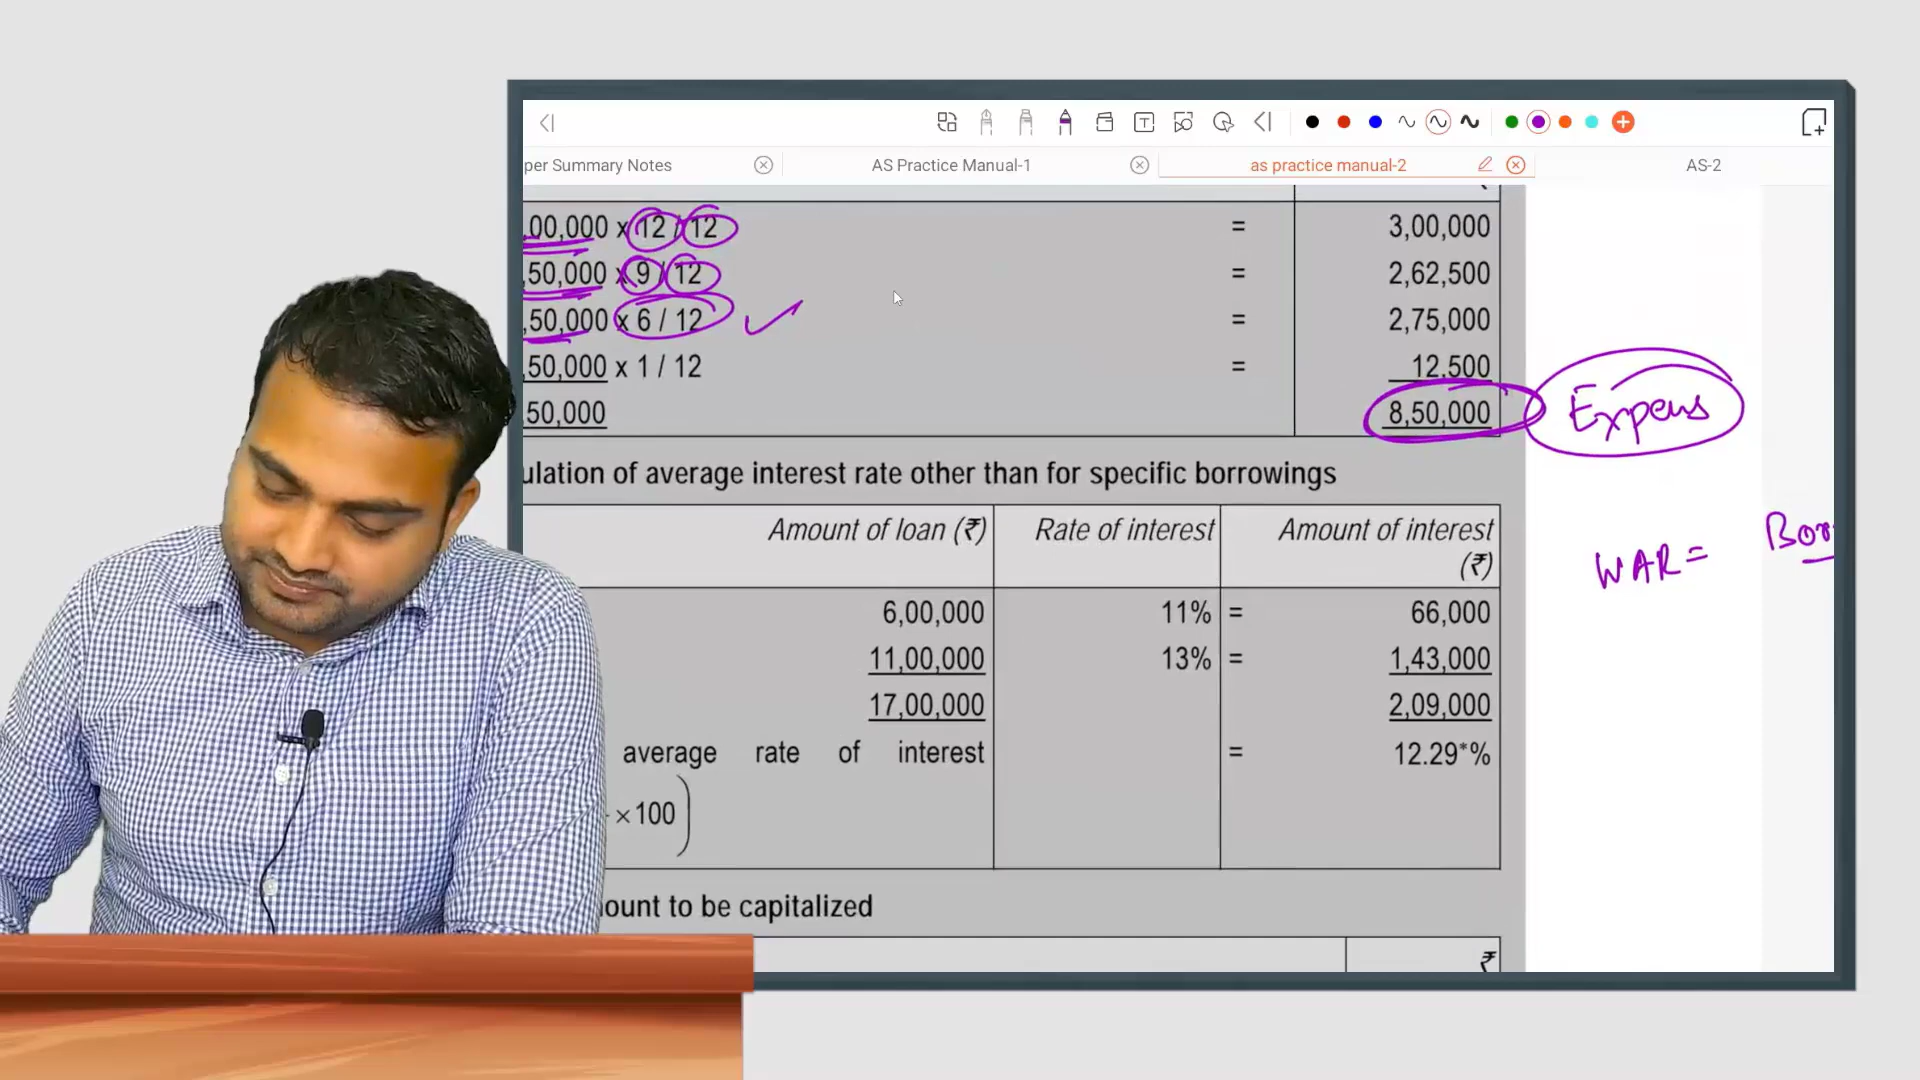 per Summary Notes AS Practice Manual-1 as practice manual-2 AS-2
,00,000 x 12 / 12 = 3,00,000
,50,000 x 9 / 12 = 2,62,500
,50,000 x 6 / 12 = 2,75,000
,50,000 x 1 / 12 = 12,500
,50,000 8,50,000 Expens
ulation of average interest rate other than for specific borrowings
Amount of loan (₹) Rate of interest Amount of interest (₹)
WAR = Bor
6,00,000 11% = 66,000
11,00,000 13% = 1,43,000
17,00,000 2,09,000
average rate of interest = 12.29*%
×100)
ount to be capitalized
₹